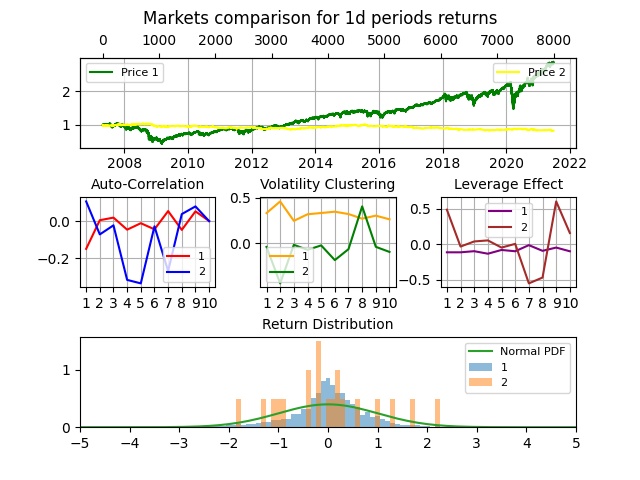 Markets comparison for 1d periods returns
0 1000 2000 3000 4000 5000 6000 7000 8000
Price 1
Price 2
2
1
2008 2010 2012 2014 2016 2018 2020 2022
Auto-Correlation
Volatility Clustering
Leverage Effect
0.0
−0.2
1
2
1 2 3 4 5 6 7 8 9 10
0.5
0.0
1
2
1 2 3 4 5 6 7 8 9 10
0.5
0.0
−0.5
1
2
1 2 3 4 5 6 7 8 9 10
Return Distribution
1
0
Normal PDF
1
2
−5 −4 −3 −2 −1 0 1 2 3 4 5